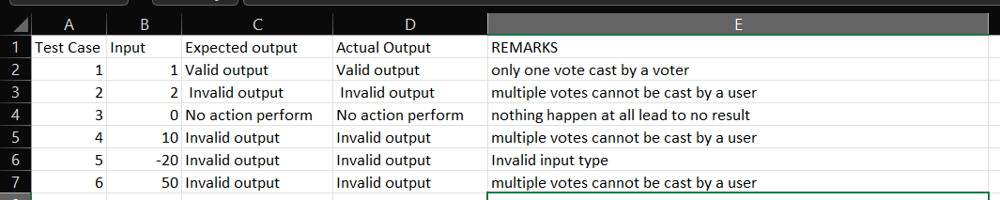 A B C D E
1 Test Case Input Expected output Actual Output REMARKS
2 1 1 Valid output Valid output only one vote cast by a voter
3 2 2 Invalid output Invalid output multiple votes cannot be cast by a user
4 3 0 No action perform No action perform nothing happen at all lead to no result
5 4 10 Invalid output Invalid output multiple votes cannot be cast by a user
6 5 -20 Invalid output Invalid output Invalid input type
7 6 50 Invalid output Invalid output multiple votes cannot be cast by a user